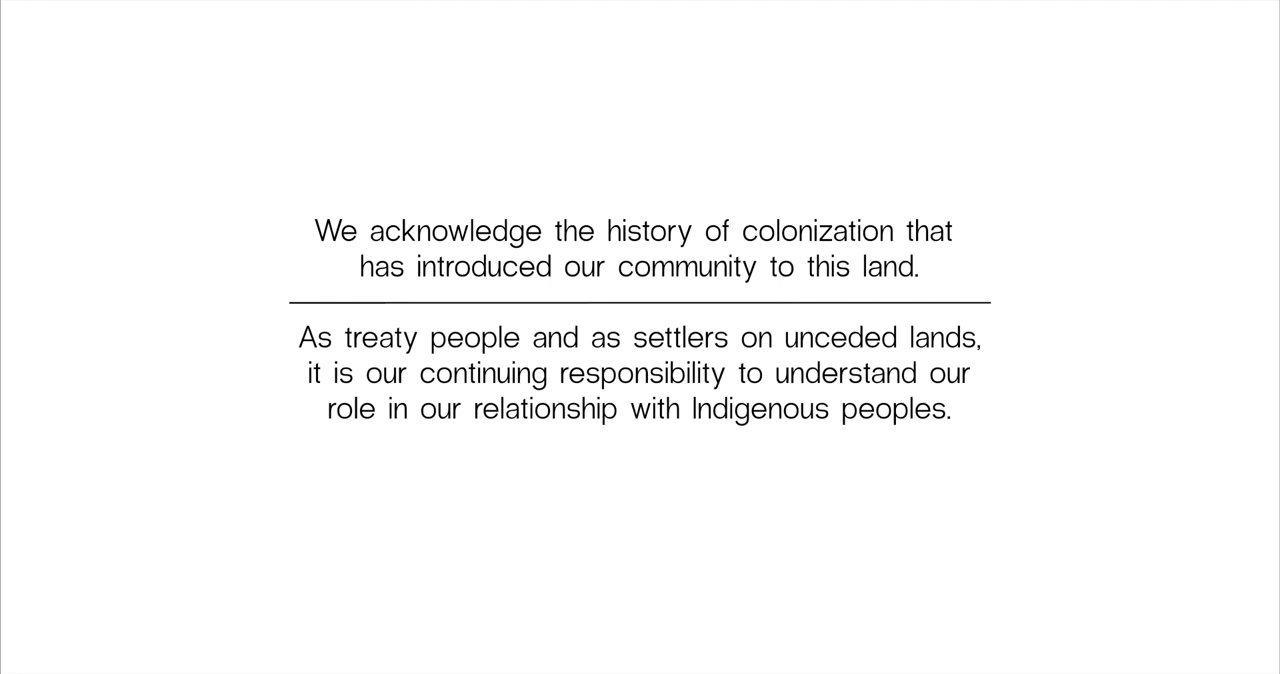 We acknowledge the history of colonization that
has introduced our community to this land.
As treaty people and as settlers on unceded lands,
it is our continuing responsibility to understand our
role in our relationship with Indigenous peoples.